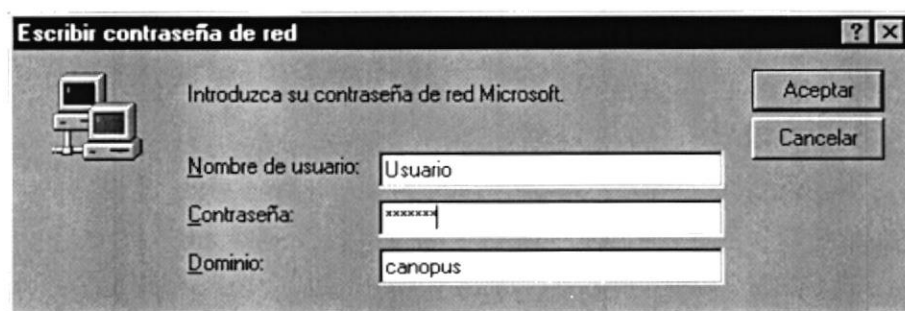 Escribir contraseña de red
Introduzca su contraseña de red Microsoft.
Aceptar
Cancelar
Nombre de usuario: Usuario
Contraseña: *******
Dominio: canopus